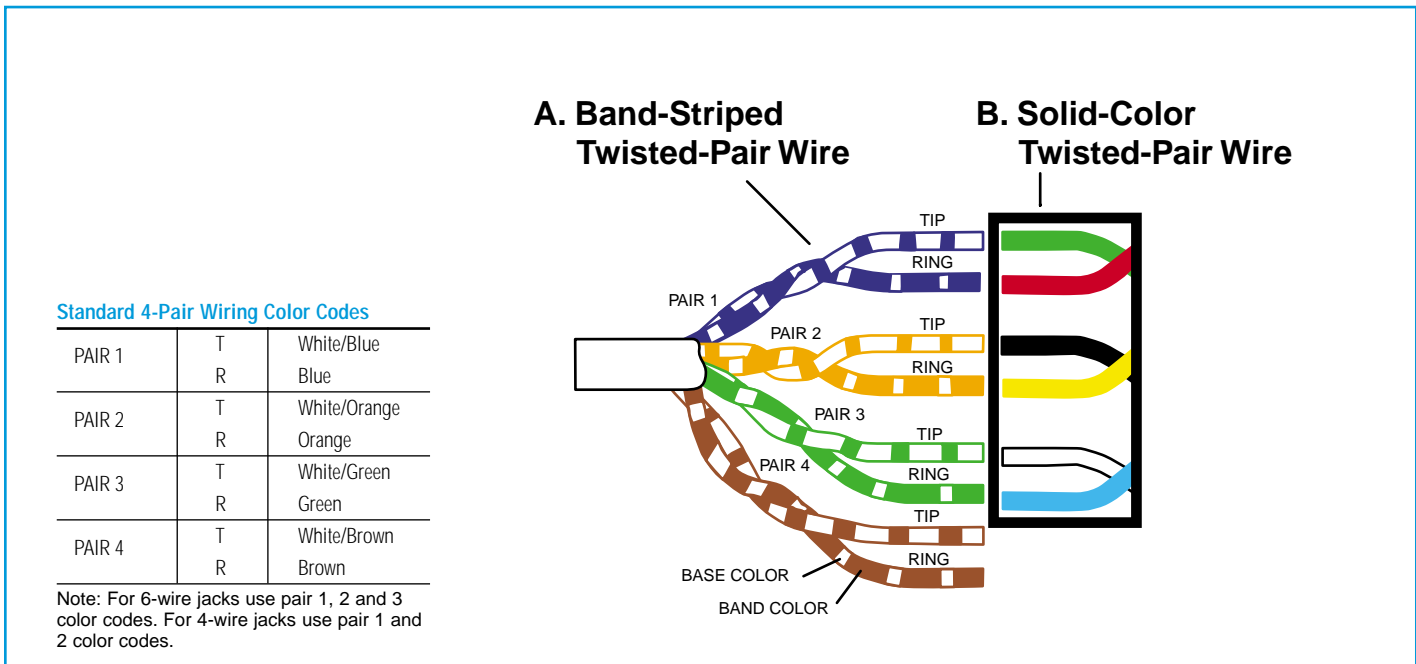 A. Band-Striped
Twisted-Pair Wire
B. Solid-Color
Twisted-Pair Wire
TIP
RING
PAIR 1
TIP
PAIR 2
RING
PAIR 3
TIP
PAIR 4
RING
TIP
RING
BASE COLOR
BAND COLOR
Standard 4-Pair Wiring Color Codes
PAIR 1 T White/Blue
R Blue
PAIR 2 T White/Orange
R Orange
PAIR 3 T White/Green
R Green
PAIR 4 T White/Brown
R Brown
Note: For 6-wire jacks use pair 1, 2 and 3
color codes. For 4-wire jacks use pair 1 and
2 color codes.